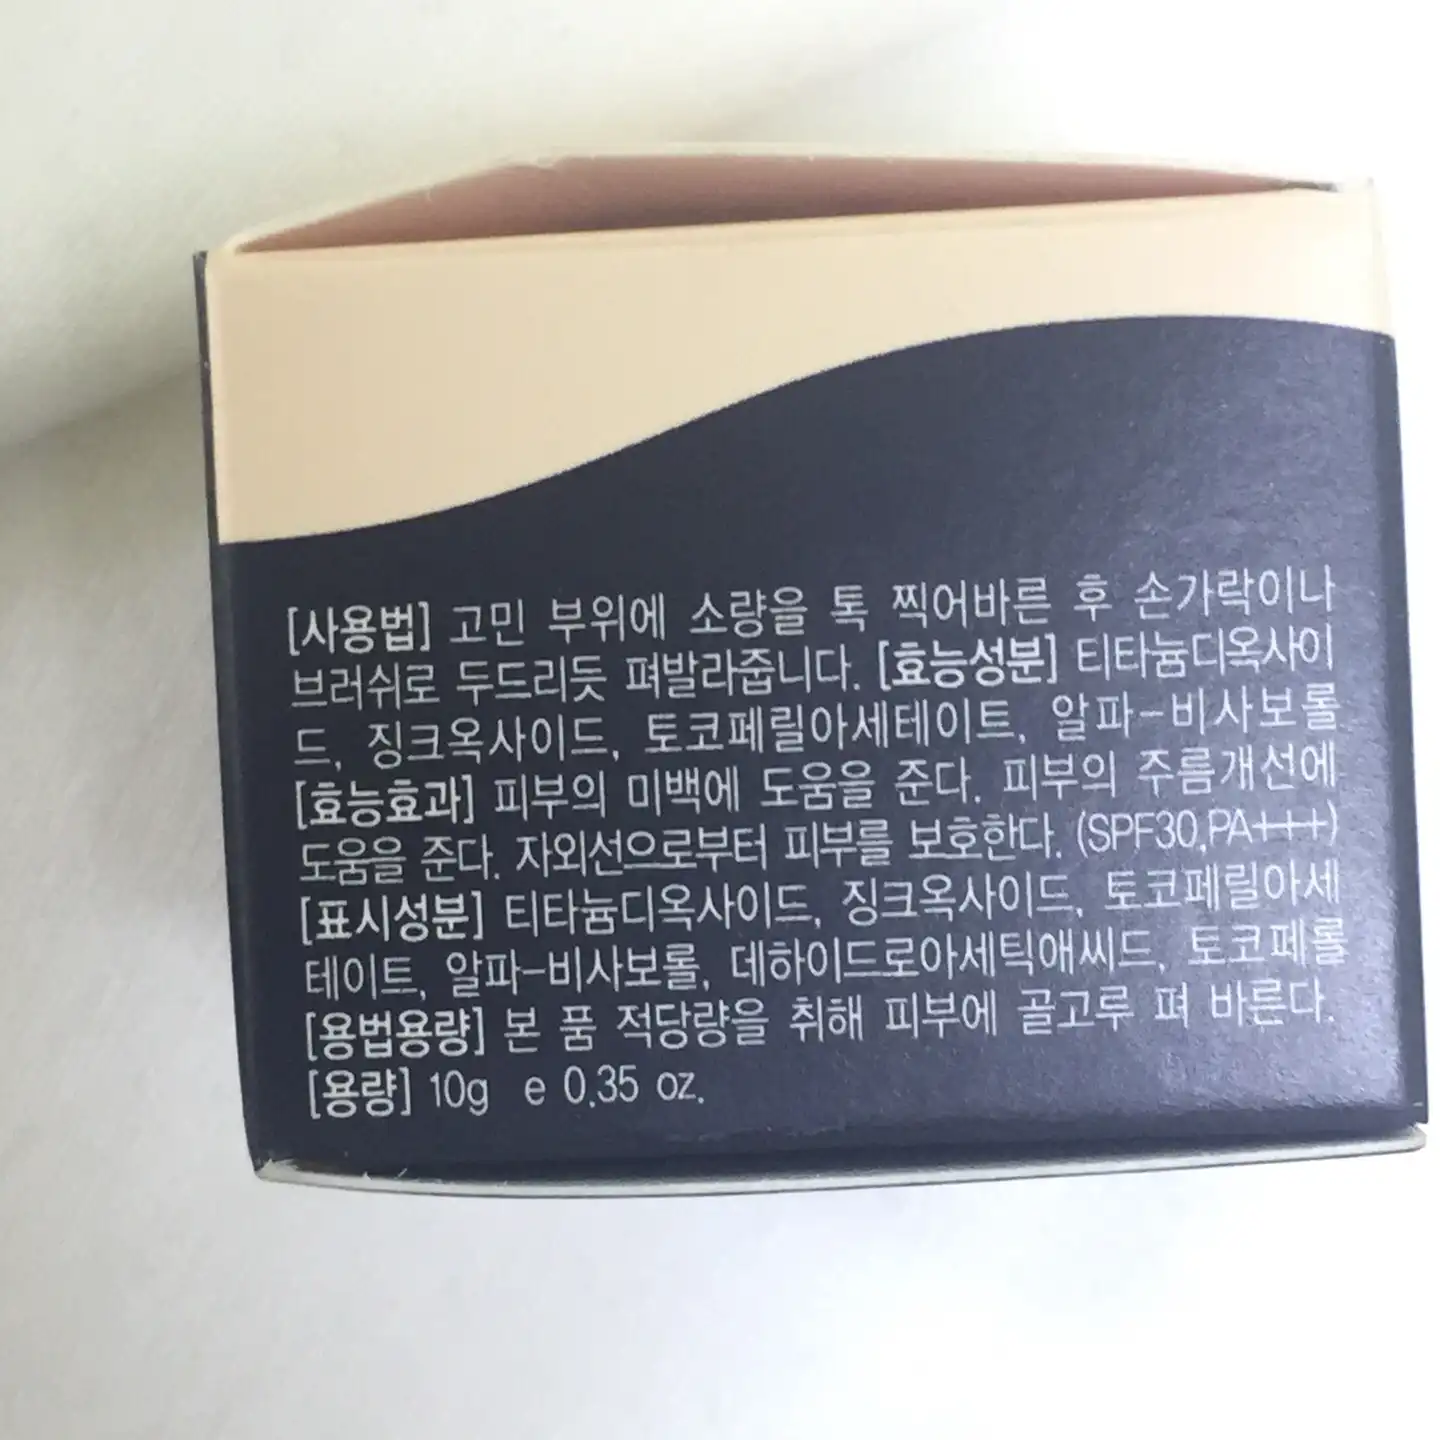 [사용법] 고민 부위에 소량을 톡 찍어바른 후 손가락이나
브러쉬로 두드리듯 펴발라줍니다. [효능성분] 티타늄디옥사이
드, 징크옥사이드, 토코페릴아세테이트, 알파-비사보롤
[효능효과] 피부의 미백에 도움을 준다. 피부의 주름개선에
도움을 준다. 자외선으로부터 피부를 보호한다. (SPF30,PA+++)
[표시성분] 티타늄디옥사이드, 징크옥사이드, 토코페릴아세
테이트, 알파-비사보롤, 데하이드로아세틱애씨드, 토코페롤
[용법용량] 본 품 적당량을 취해 피부에 골고루 펴 바른다.
[용량] 10g e 0.35 oz.